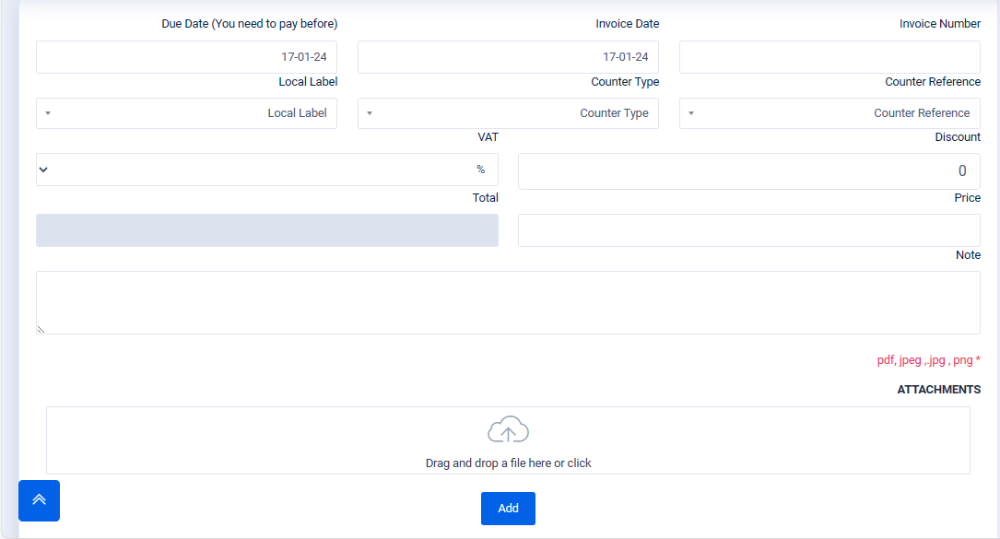 Due Date (You need to pay before) Invoice Date Invoice Number
17-01-24 17-01-24
Local Label Counter Type Counter Reference
Local Label Counter Type Counter Reference
VAT Discount
% 0
Total Price
Note
pdf, jpeg ,.jpg , png *
ATTACHMENTS
Drag and drop a file here or click
Add